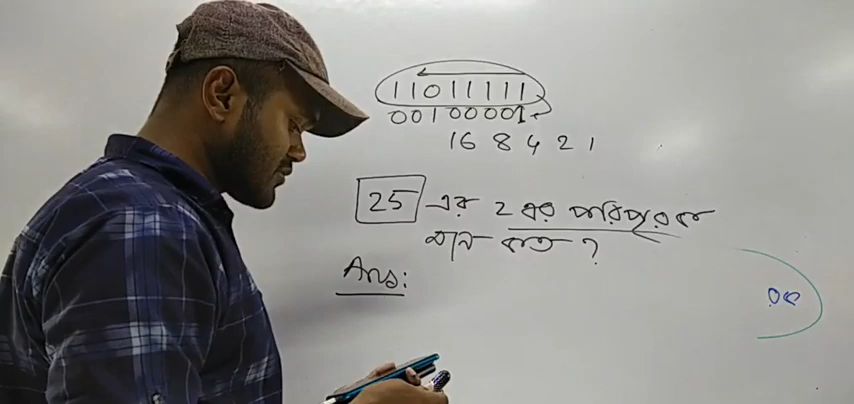 11011111
00100001
16 8 4 2 1
25 এর 2 এর পরিপূরক
মান কত ?
Ans: